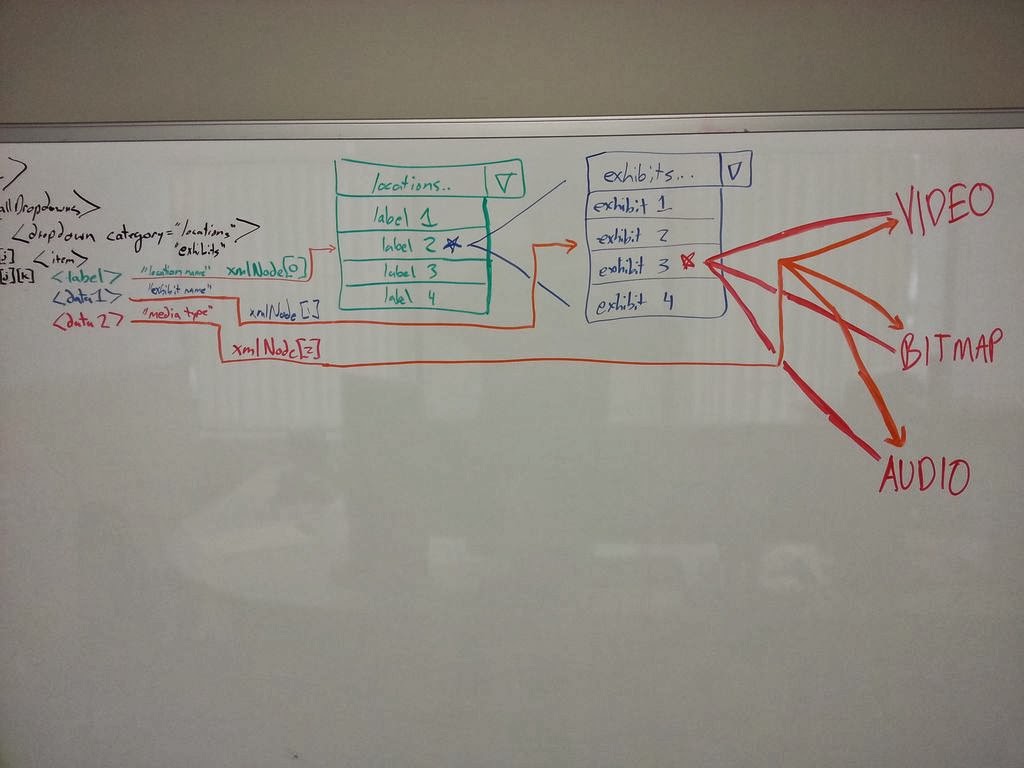 >
allDropdowns>
<dropdown category="locations"
"exhibits" >
<item>
<label> "location name" xmlNode[0]
<data1> "exhibit name" xmlNode[1]
<data2> "media type"
xmlNode[2]
locations..
label 1
label 2
label 3
label 4
exhibits...
exhibit 1
exhibit 2
exhibit 3
exhibit 4
VIDEO
BITMAP
AUDIO